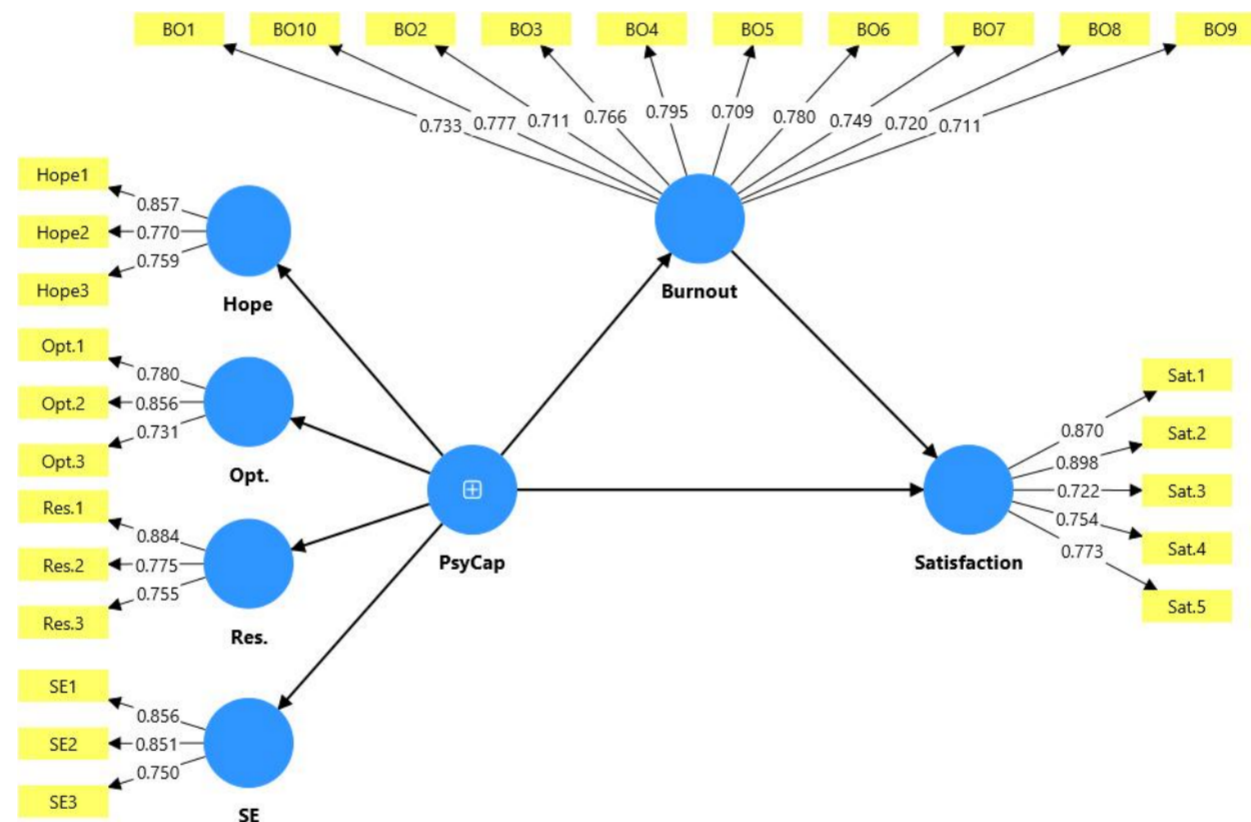 BO1 BO10 BO2 BO3 BO4 BO5 BO6 BO7 BO8 BO9
0.733 0.777 0.711 0.766 0.795 0.709 0.780 0.749 0.720 0.711
Burnout
Hope1
Hope2
Hope3
0.857
0.770
0.759
Hope
Opt.1
Opt.2
Opt.3
0.780
0.856
0.731
Opt.
Res.1
Res.2
Res.3
0.884
0.775
0.755
Res.
SE1
SE2
SE3
0.856
0.851
0.750
SE
PsyCap
Satisfaction
0.870
0.898
0.722
0.754
0.773
Sat.1
Sat.2
Sat.3
Sat.4
Sat.5